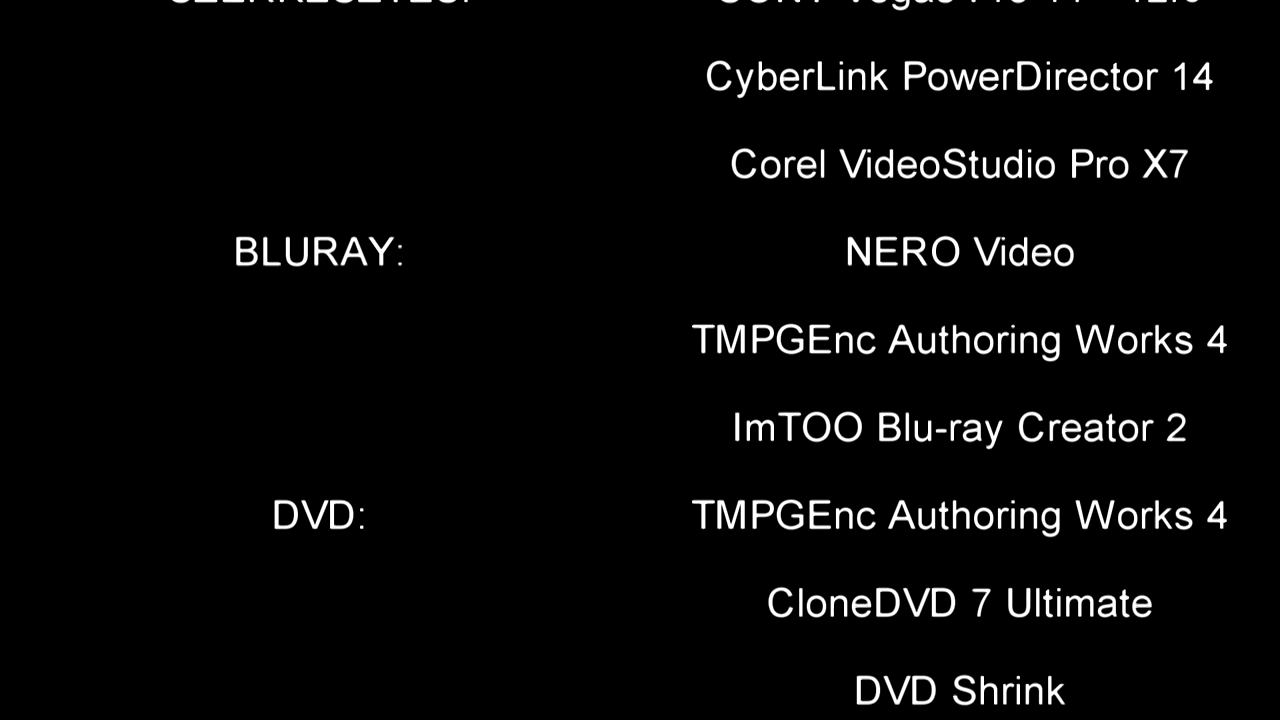 CyberLink PowerDirector 14
Corel VideoStudio Pro X7
BLURAY: NERO Video
TMPGEnc Authoring Works 4
ImTOO Blu-ray Creator 2
DVD: TMPGEnc Authoring Works 4
CloneDVD 7 Ultimate
DVD Shrink